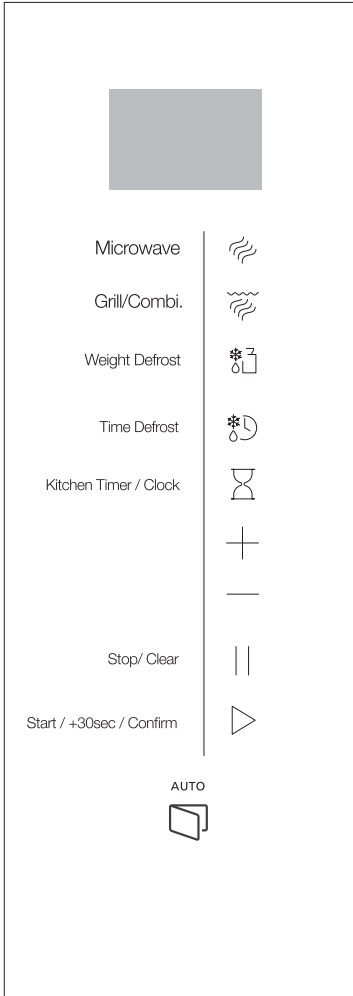 Microwave
Grill/Combi.
Weight Defrost
Time Defrost
Kitchen Timer / Clock
Stop/ Clear
Start / +30sec / Confirm
AUTO